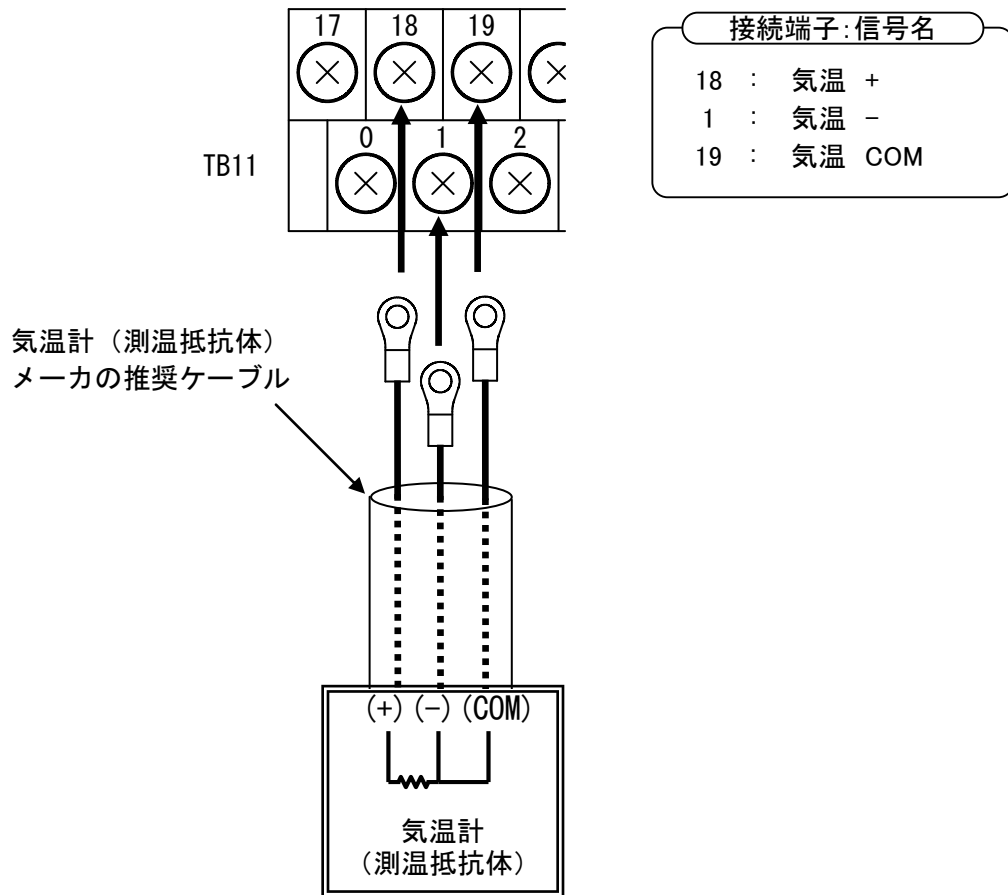 17 18 19
接続端子:信号名
18 : 気温 +
1 : 気温 -
19 : 気温 COM
0 1 2
TB11
気温計（測温抵抗体）
メーカの推奨ケーブル
(+) (-) (COM)
気温計
（測温抵抗体）